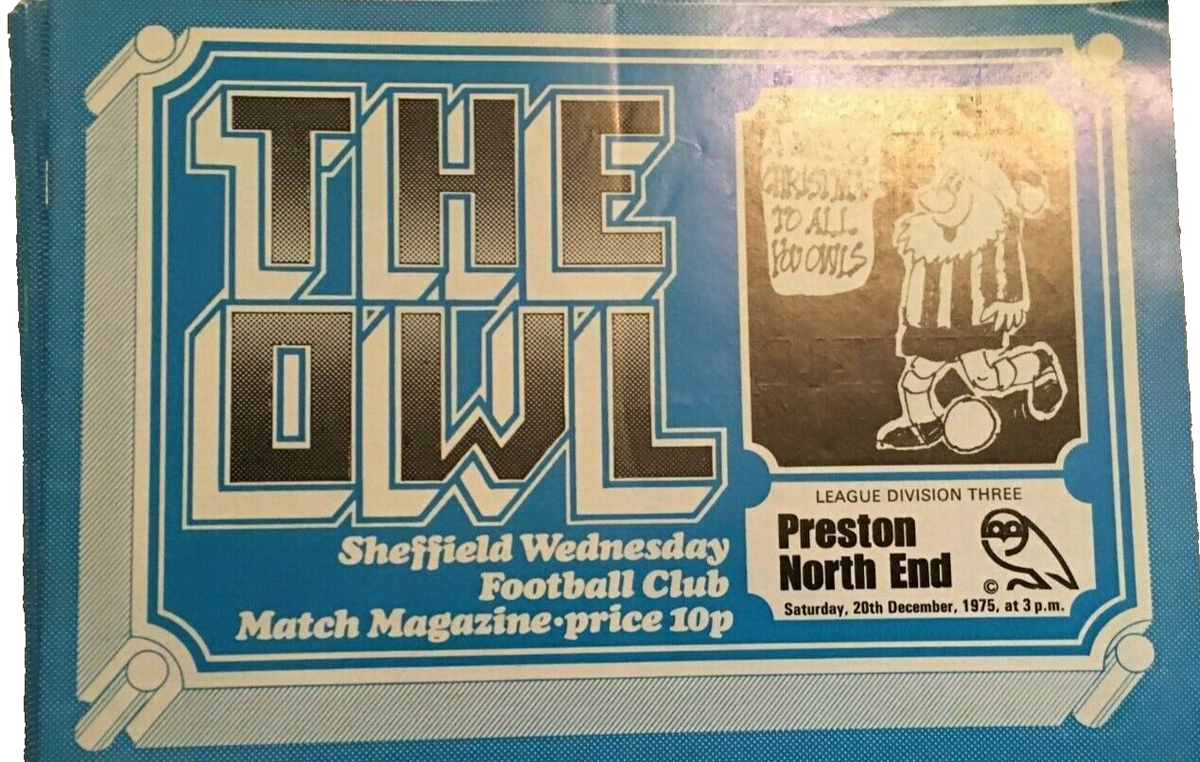 THE
OWL
Sheffield Wednesday
Football Club
Match Magazine•price 10p
CHRISTMAS
TO ALL
YOU OWLS
LEAGUE DIVISION THREE
Preston
North End
©
Saturday, 20th December, 1975, at 3 p.m.